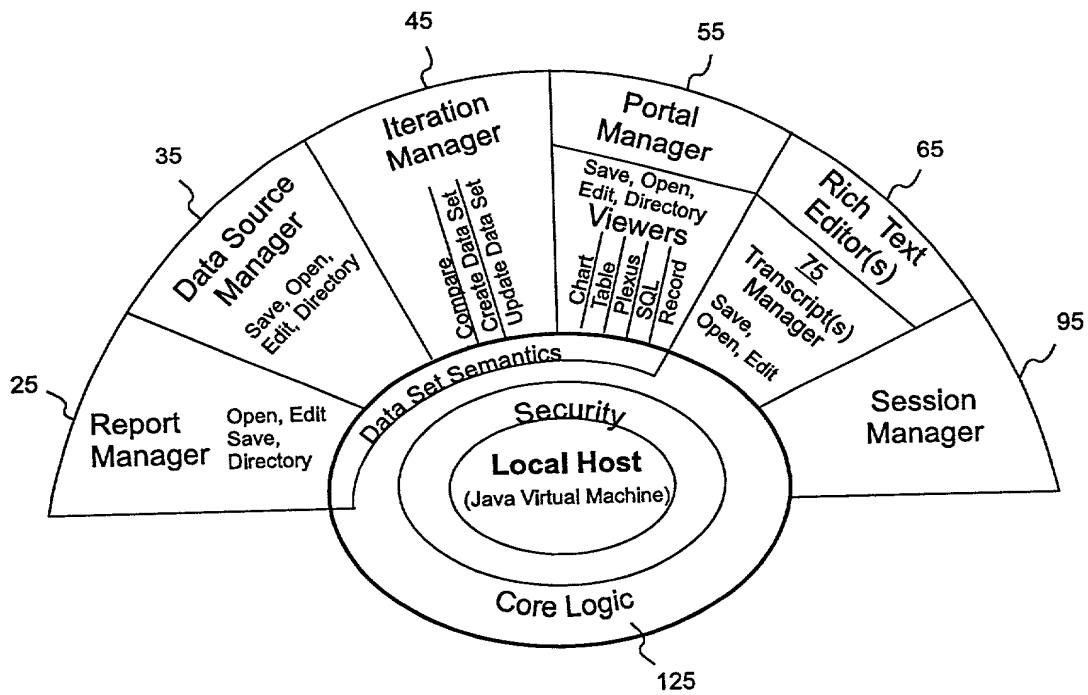 45
55
35
65
95
25
Iteration
Manager
Compare
Create Data Set
Update Data Set
Portal
Manager
Save, Open,
Edit, Directory
Viewers
Chart
Table
Plexus
SQL
Record
Rich Text
Editor(s)
75
Transcript(s)
Manager
Save,
Open, Edit
Data Source
Manager
Save, Open,
Edit, Directory
Report
Manager
Open, Edit
Save,
Directory
Session
Manager
Data Set Semantics
Security
Local Host
(Java Virtual Machine)
Core Logic
125